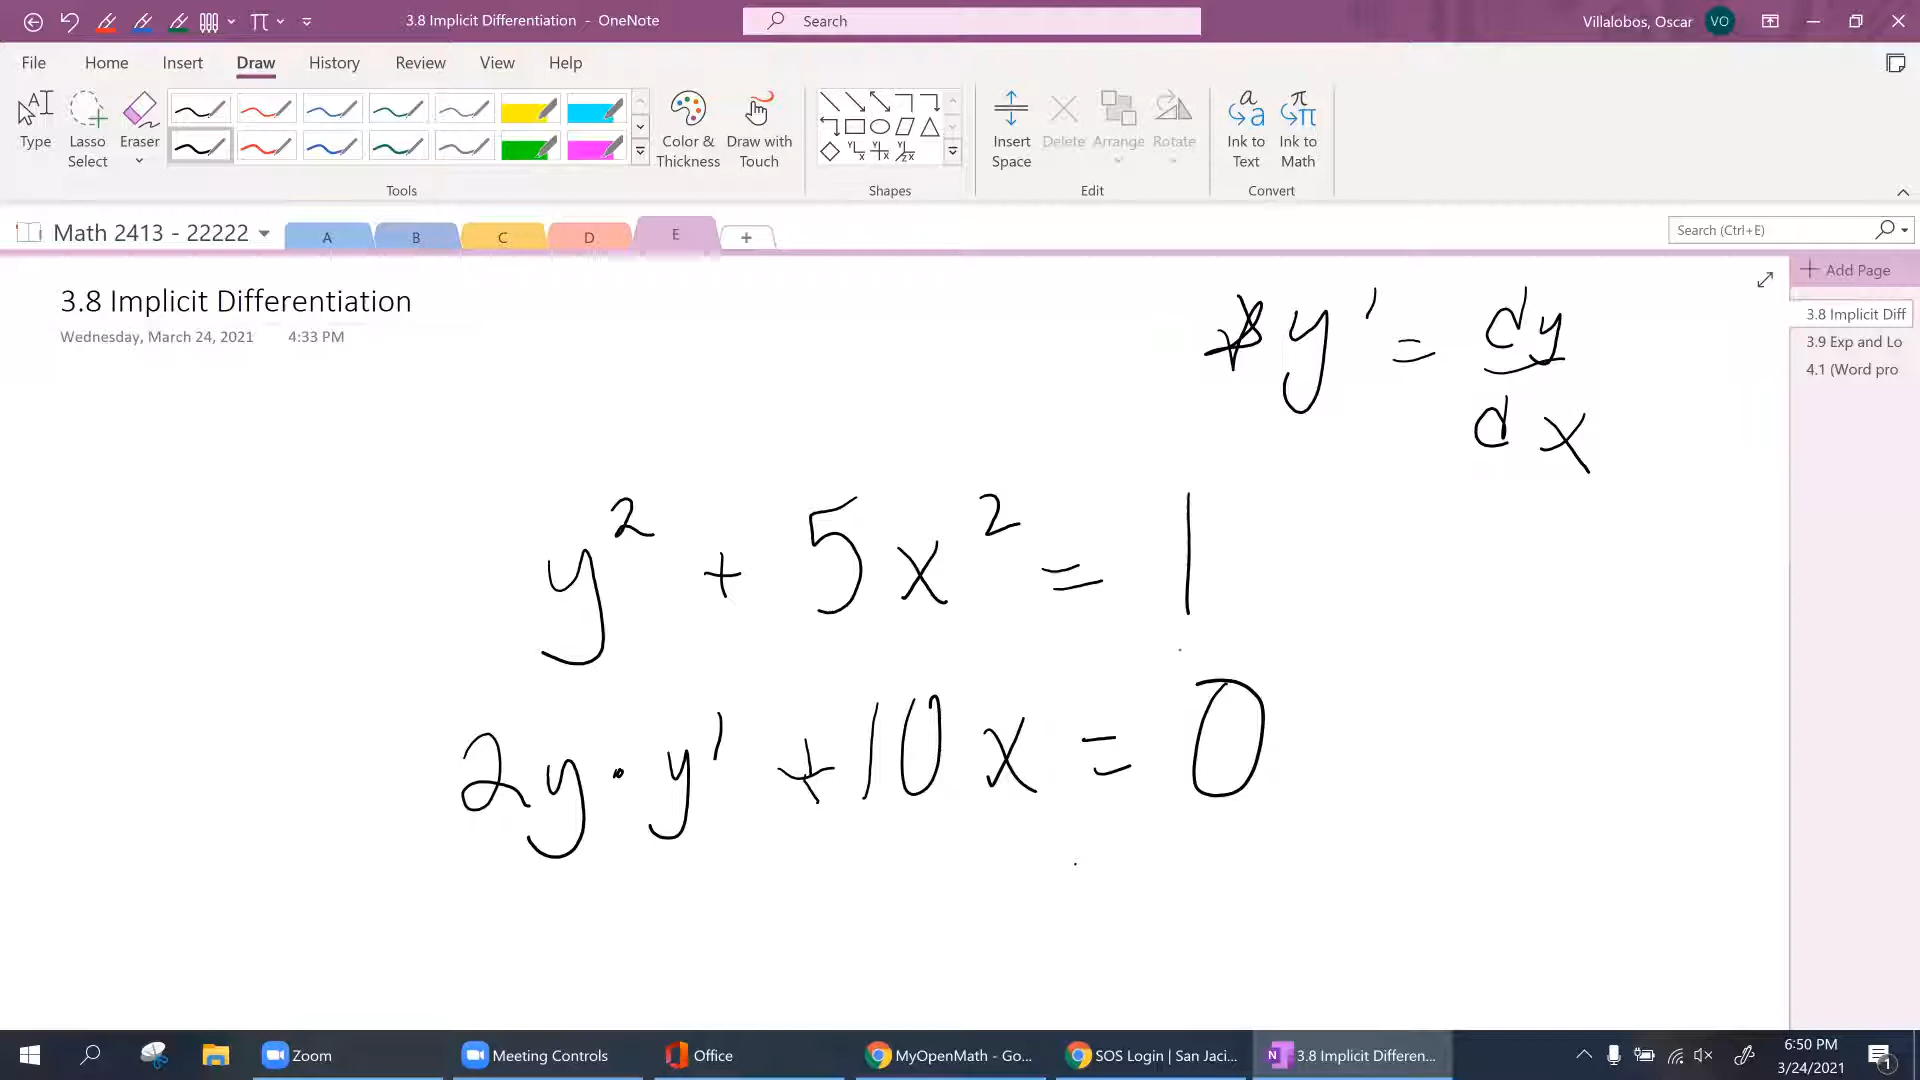 3.8 Implicit Differentiation - OneNote
Search
Villalobos, Oscar VO
File Home Insert Draw History Review View Help
Type
Lasso Select
Eraser
Color & Thickness
Draw with Touch
Insert Space
Delete
Arrange
Rotate
Ink to Text
Ink to Math
Tools Shapes Edit Convert
Math 2413 - 22222 A B C D E +
Search (Ctrl+E)
Add Page
3.8 Implicit Diff
3.9 Exp and Lo
4.1 (Word pro
3.8 Implicit Differentiation
Wednesday, March 24, 2021 4:33 PM
* y' = dy/dx
y² + 5x² = 1
2y · y' + 10x = 0
Zoom Meeting Controls Office MyOpenMath - Go... SOS Login | San Jaci... 3.8 Implicit Differen...
6:50 PM
3/24/2021
1